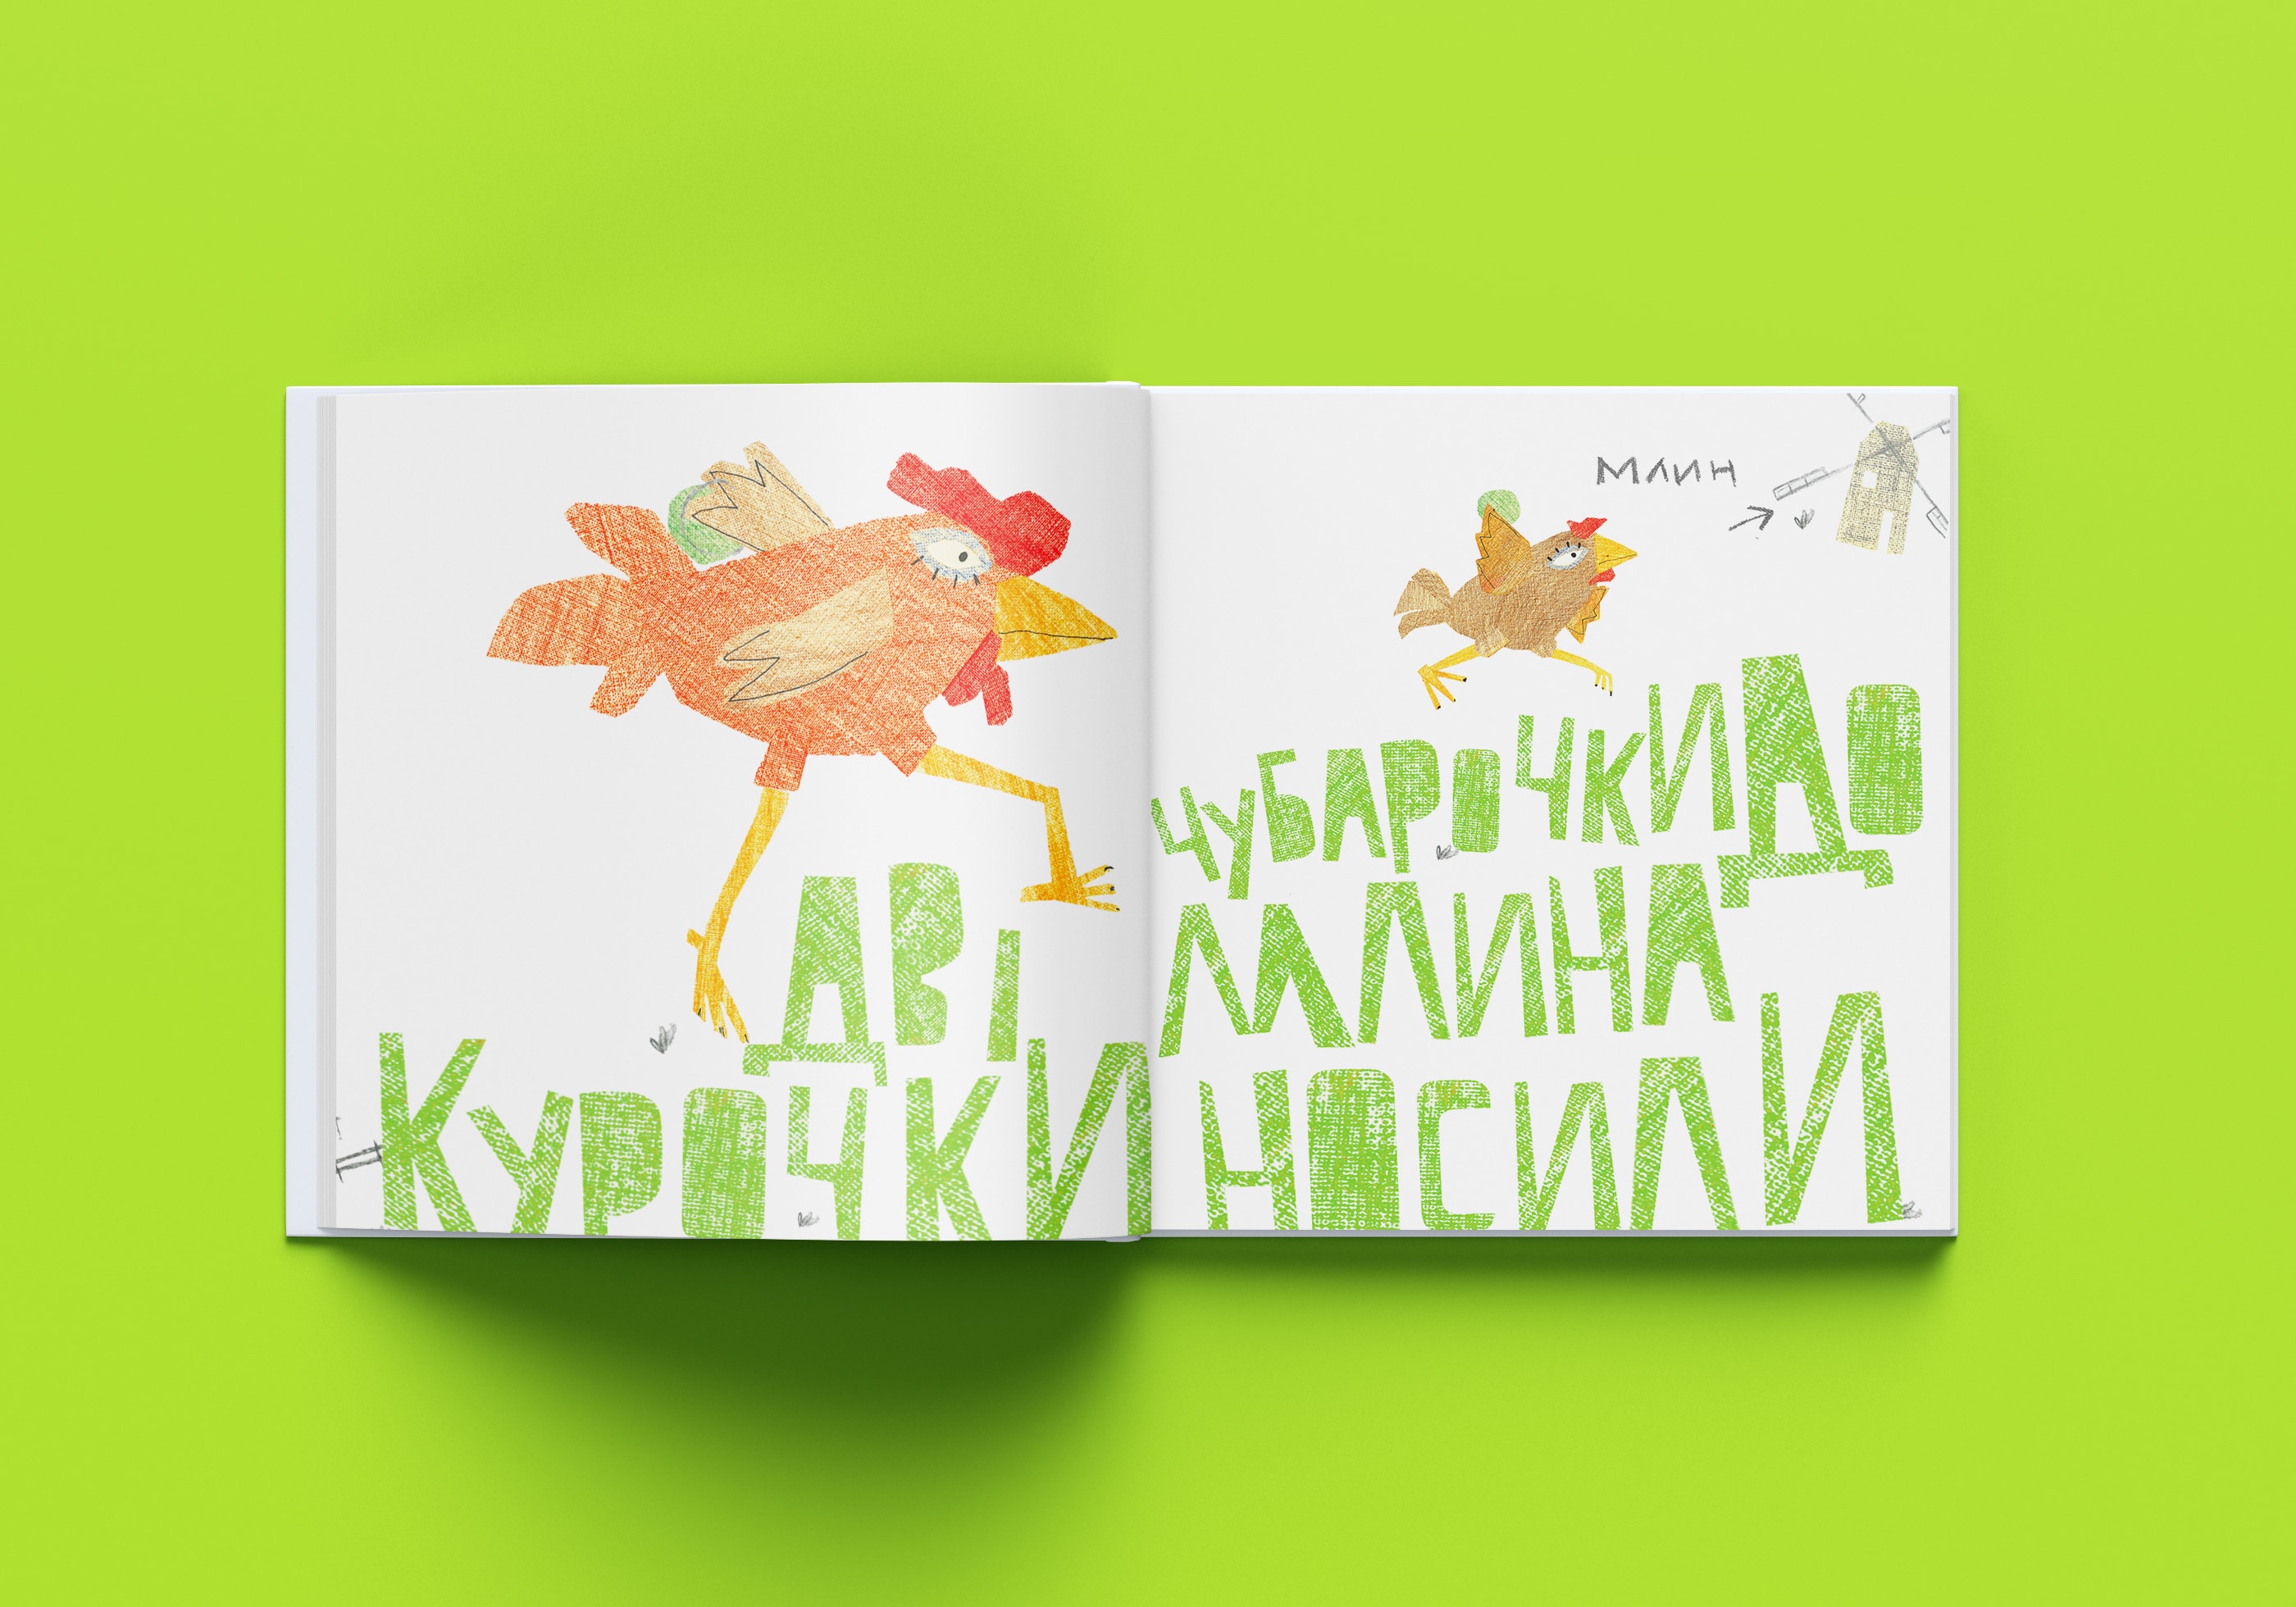 ДВІ
КУРОЧКИ
МЛИН
ЧУБАРОЧКИ ДО
МЛИНА
НОСИЛИ